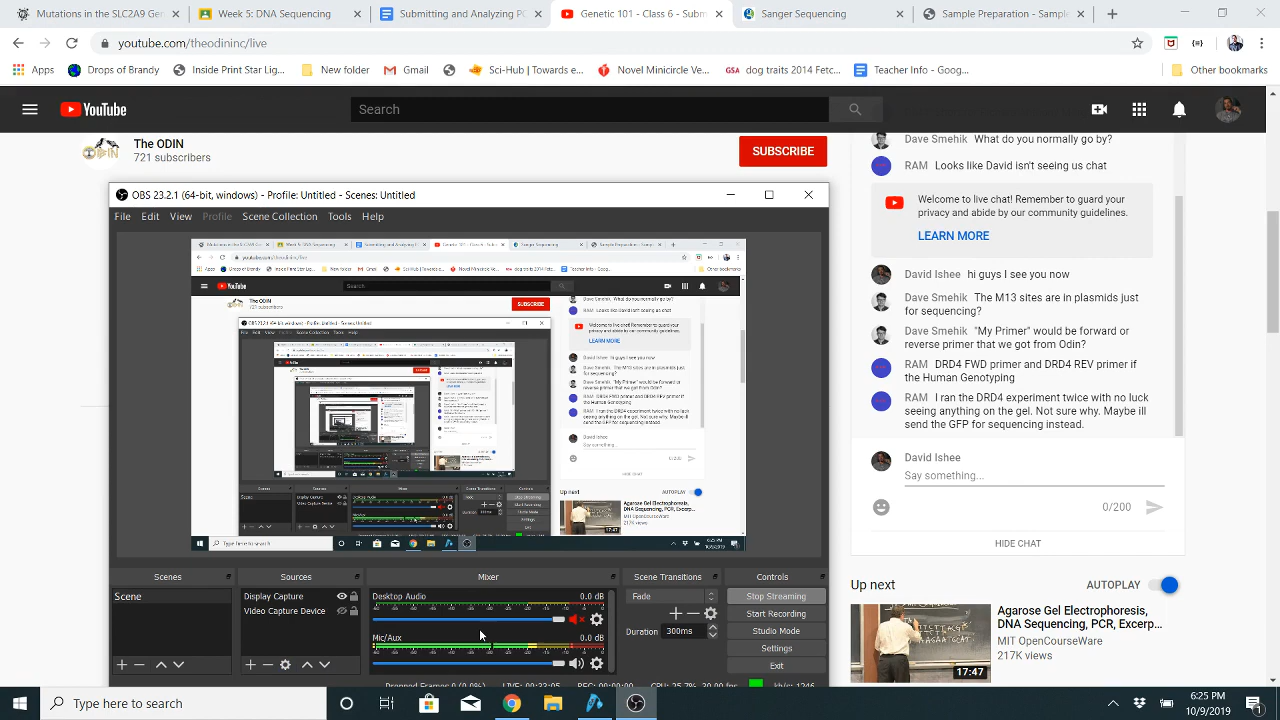 Mutations in the SLC2A9 Gen
Week 5: DNA Sequencing
Submitting and Analyzing PC
Genetic 101 - Class 6 - Subm
Sanger Sequencing
Sample Preparation - Sample
youtube.com/theodininc/live
Apps
Drops of Brandy...
Inside Print Star Lig...
New folder
Gmail
Sci-Hub | Towards e...
Novel Minicircle Ve...
GSA
dog traits 2014 Fetc...
Teacher Info - Goog...
Other bookmarks
YouTube
Search
The ODIN
721 subscribers
SUBSCRIBE
OBS 23.2.1 (64-bit, windows) - Profile: Untitled - Scenes: Untitled
File Edit View Profile Scene Collection Tools Help
Scenes
Sources
Mixer
Scene Transitions
Controls
Scene
Display Capture
Video Capture Device
Desktop Audio 0.0 dB
Mic/Aux 0.0 dB
Fade
Duration 300ms
Stop Streaming
Start Recording
Studio Mode
Settings
Exit
Dave Smehik What do you normally go by?
RAM Looks like David isn't seeing us chat
Welcome to live chat! Remember to guard your
privacy and abide by our community guidelines.
LEARN MORE
David Ishee hi guys I see you now
Dave Smehik The M13 sites are in plasmids just
for sequencing?
Dave Smehik "My Primer" would be forward or
reverse primer that we got from Odin?
RAM DRD4 FWD primer and DRD4 REV primer if
the Human Genotyping
RAM I ran the DRD4 experiment twice with no luck
seeing anything on the gel. Not sure why. Maybe ill
send the GFP for sequencing instead.
David Ishee
Say something...
0/200
HIDE CHAT
Up next
AUTOPLAY
Agarose Gel Electrophoresis,
DNA Sequencing, PCR, Excerp...
MIT OpenCourseWare
217K views
17:47
Type here to search
6:25 PM
10/9/2019